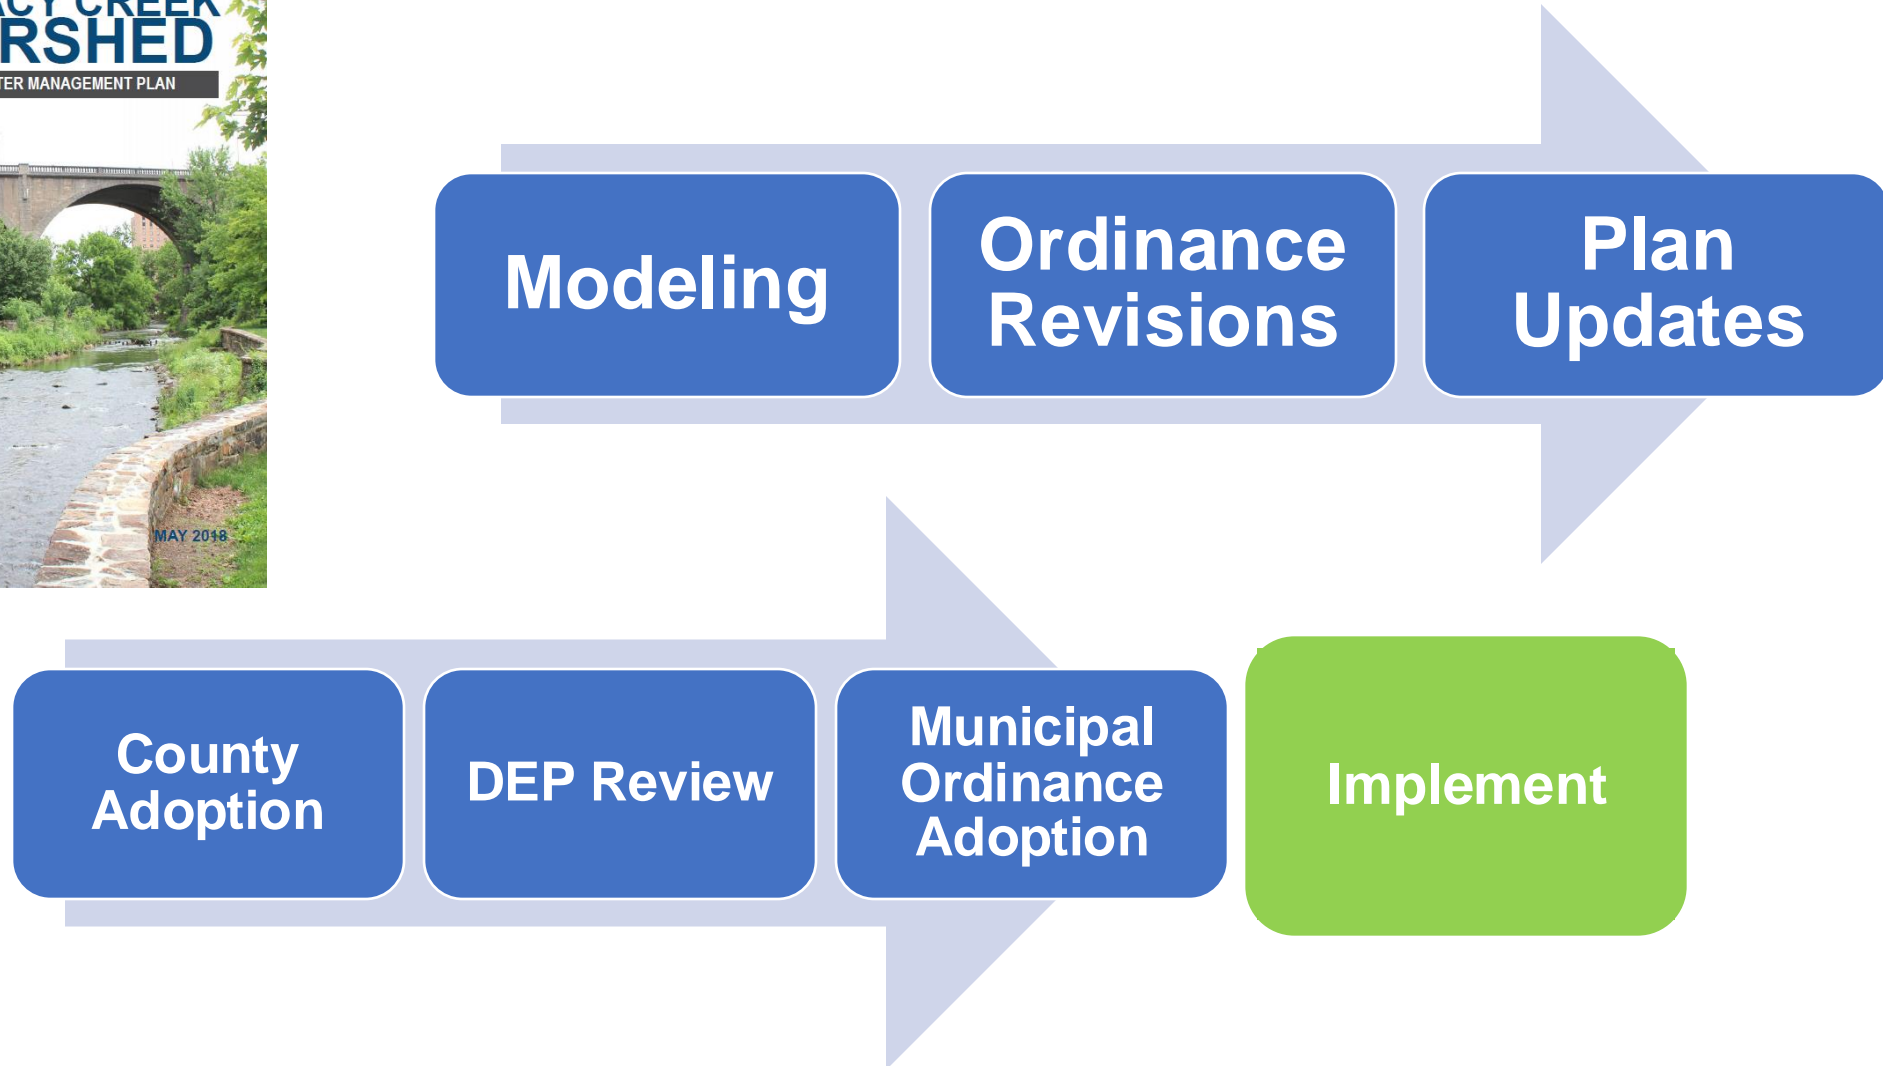 CREEK
RSHED
TER MANAGEMENT PLAN
MAY 2018
Modeling
Ordinance
Revisions
Plan
Updates
County
Adoption
DEP Review
Municipal
Ordinance
Adoption
Implement